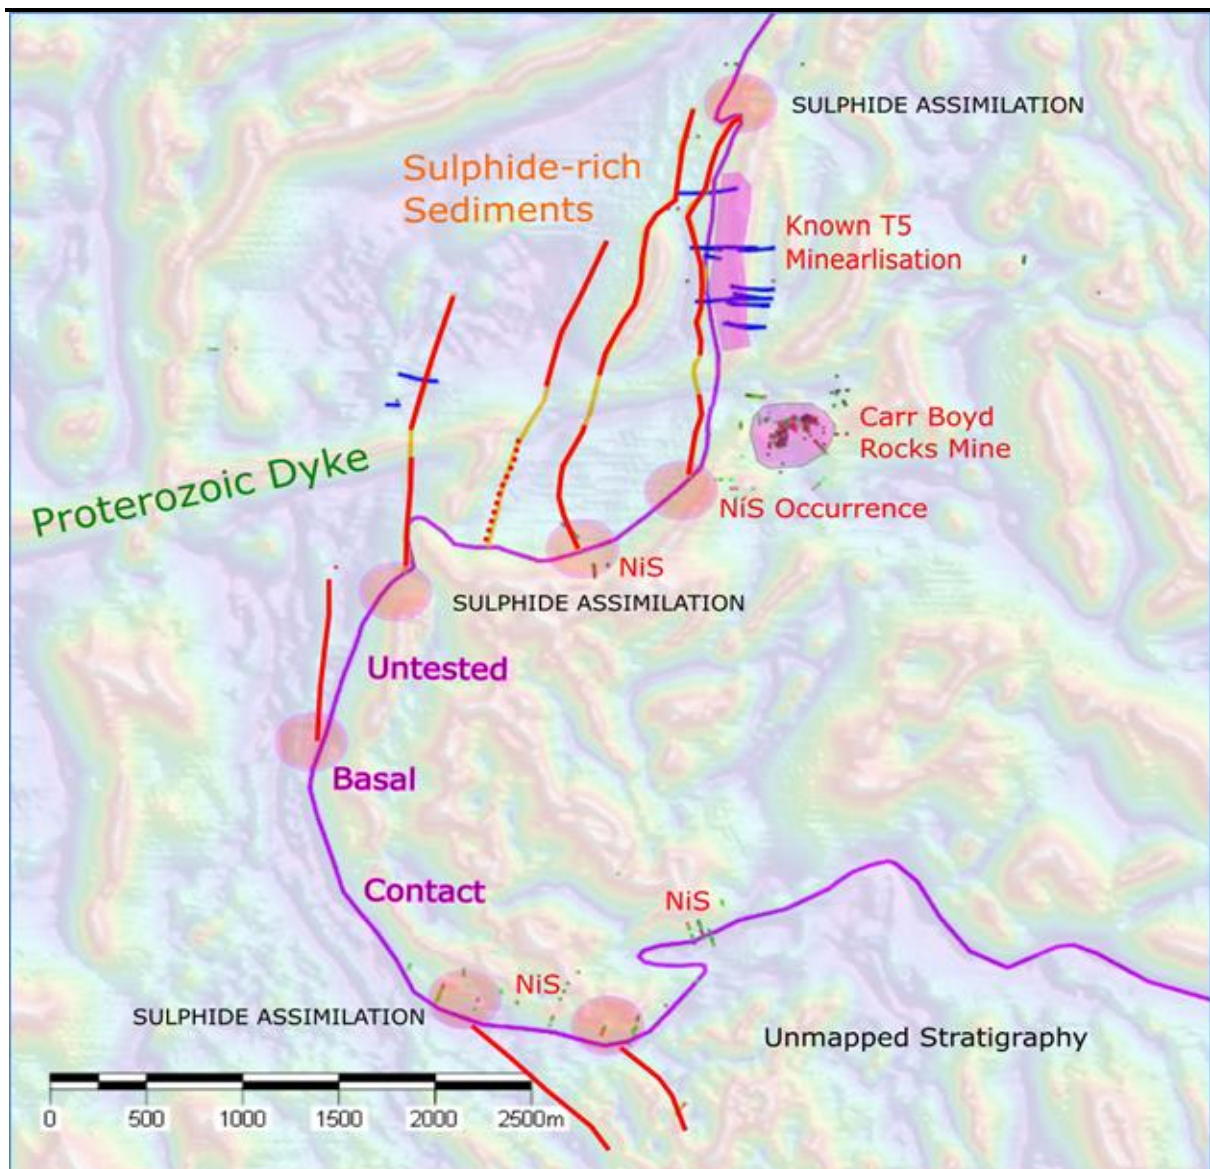 SULPHIDE ASSIMILATION
Sulphide-rich
Sediments
Known T5
Minearlisation
Carr Boyd
Rocks Mine
Proterozoic Dyke
NiS Occurrence
NiS
SULPHIDE ASSIMILATION
Untested
Basal
Contact
NiS
NiS
SULPHIDE ASSIMILATION
Unmapped Stratigraphy
0 500 1000 1500 2000 2500m